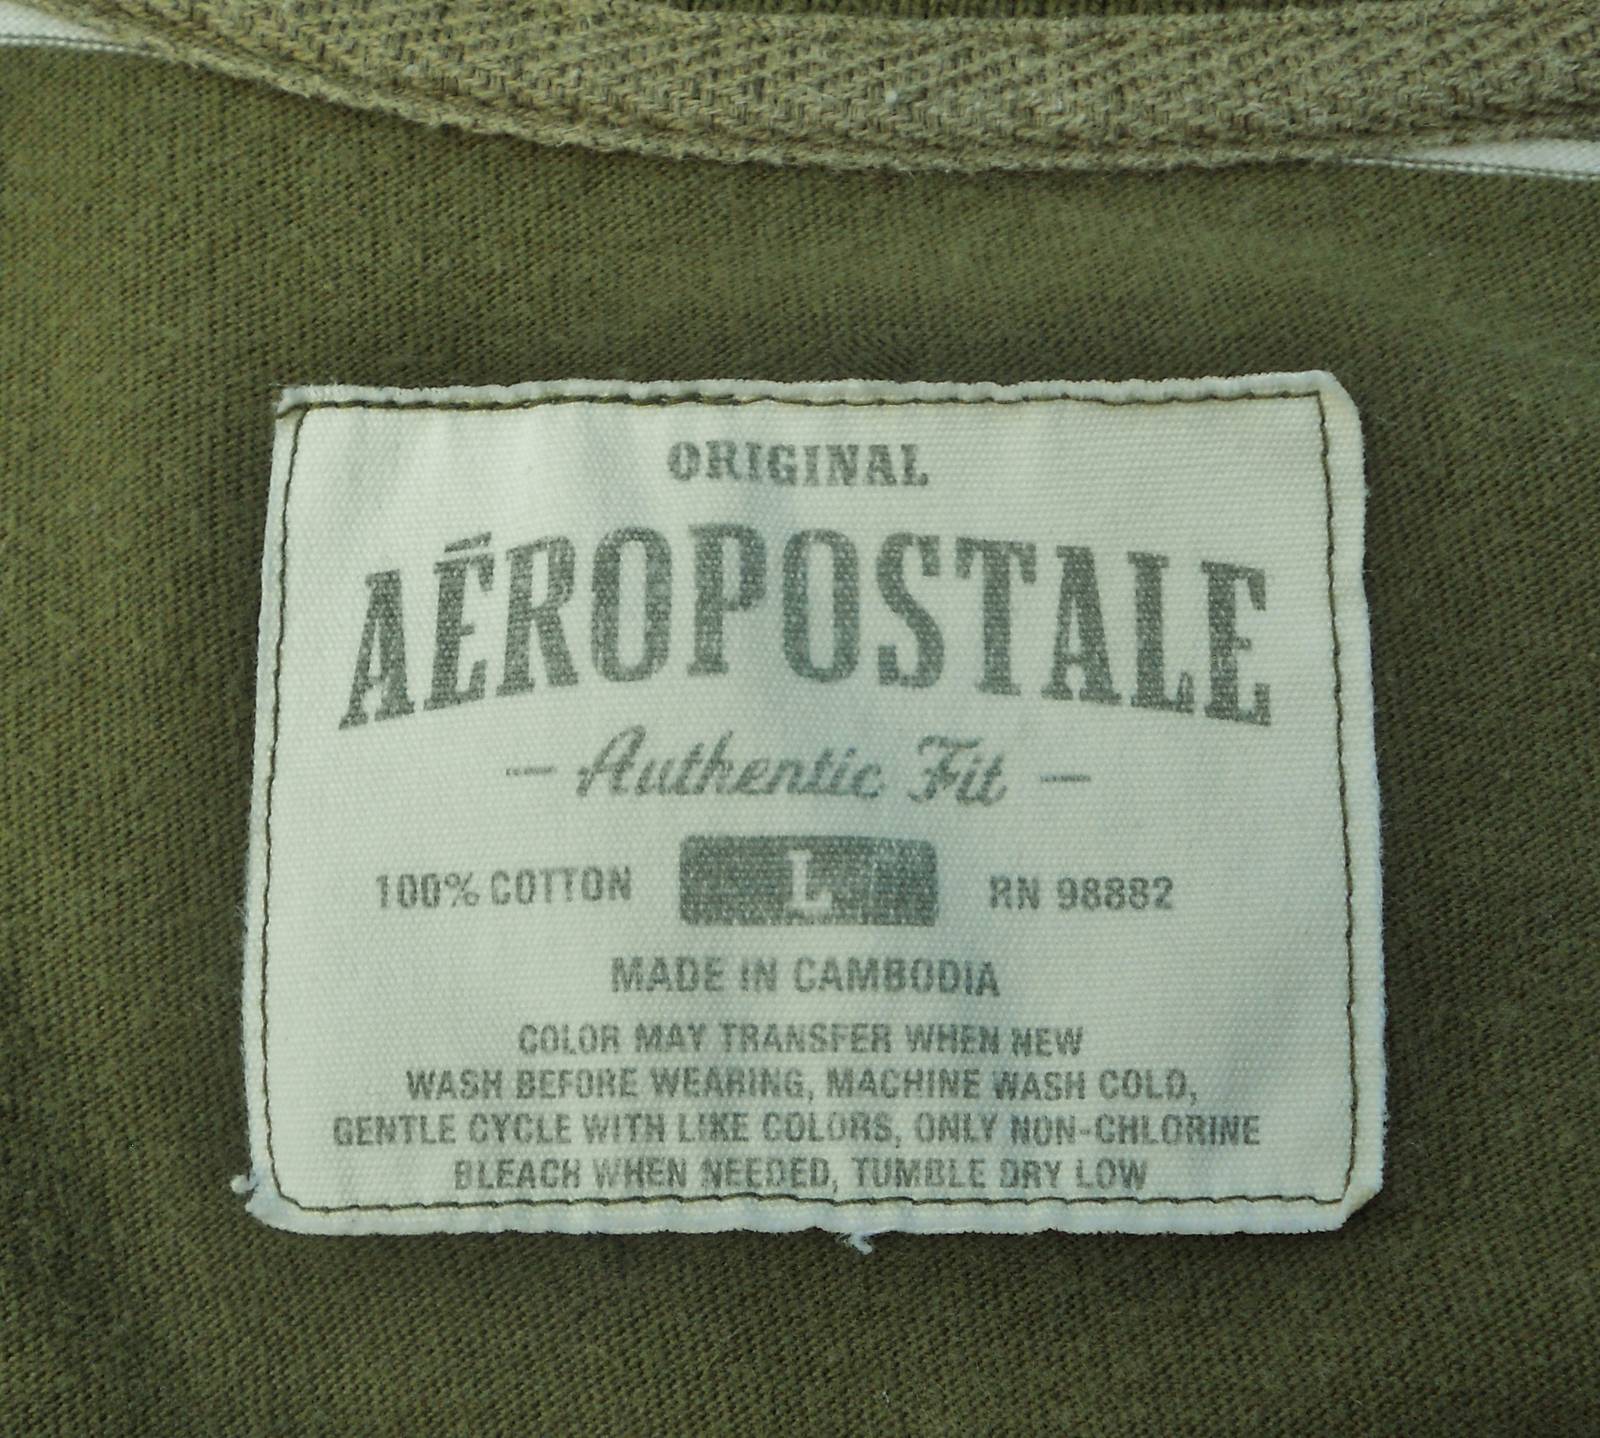 ORIGINAL
AÉROPOSTALE
— Authentic Fit —
100% COTTON L RN 98882
MADE IN CAMBODIA
COLOR MAY TRANSFER WHEN NEW
WASH BEFORE WEARING, MACHINE WASH COLD,
GENTLE CYCLE WITH LIKE COLORS, ONLY NON-CHLORINE
BLEACH WHEN NEEDED, TUMBLE DRY LOW